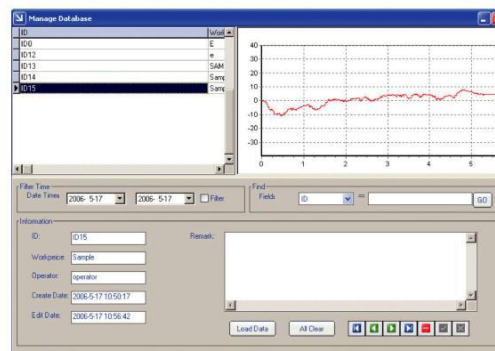 Manage Database
ID Work
ID0 E
ID12 e
ID13 SAM
ID14 Samp
ID15 Samp
40
30
20
10
0
-10
-20
-30
0 1 2 3 4 5
Filter Time
Date Times 2006- 5-17 2006- 5-17 Filter
Find
Fields ID = GO
Information
ID: ID15
Remark:
Workpeice: Sample
Operator: operator
Create Date: 2006-5-17 10:50:17
Edit Date: 2006-5-17 10:56:42
Load Data All Clear